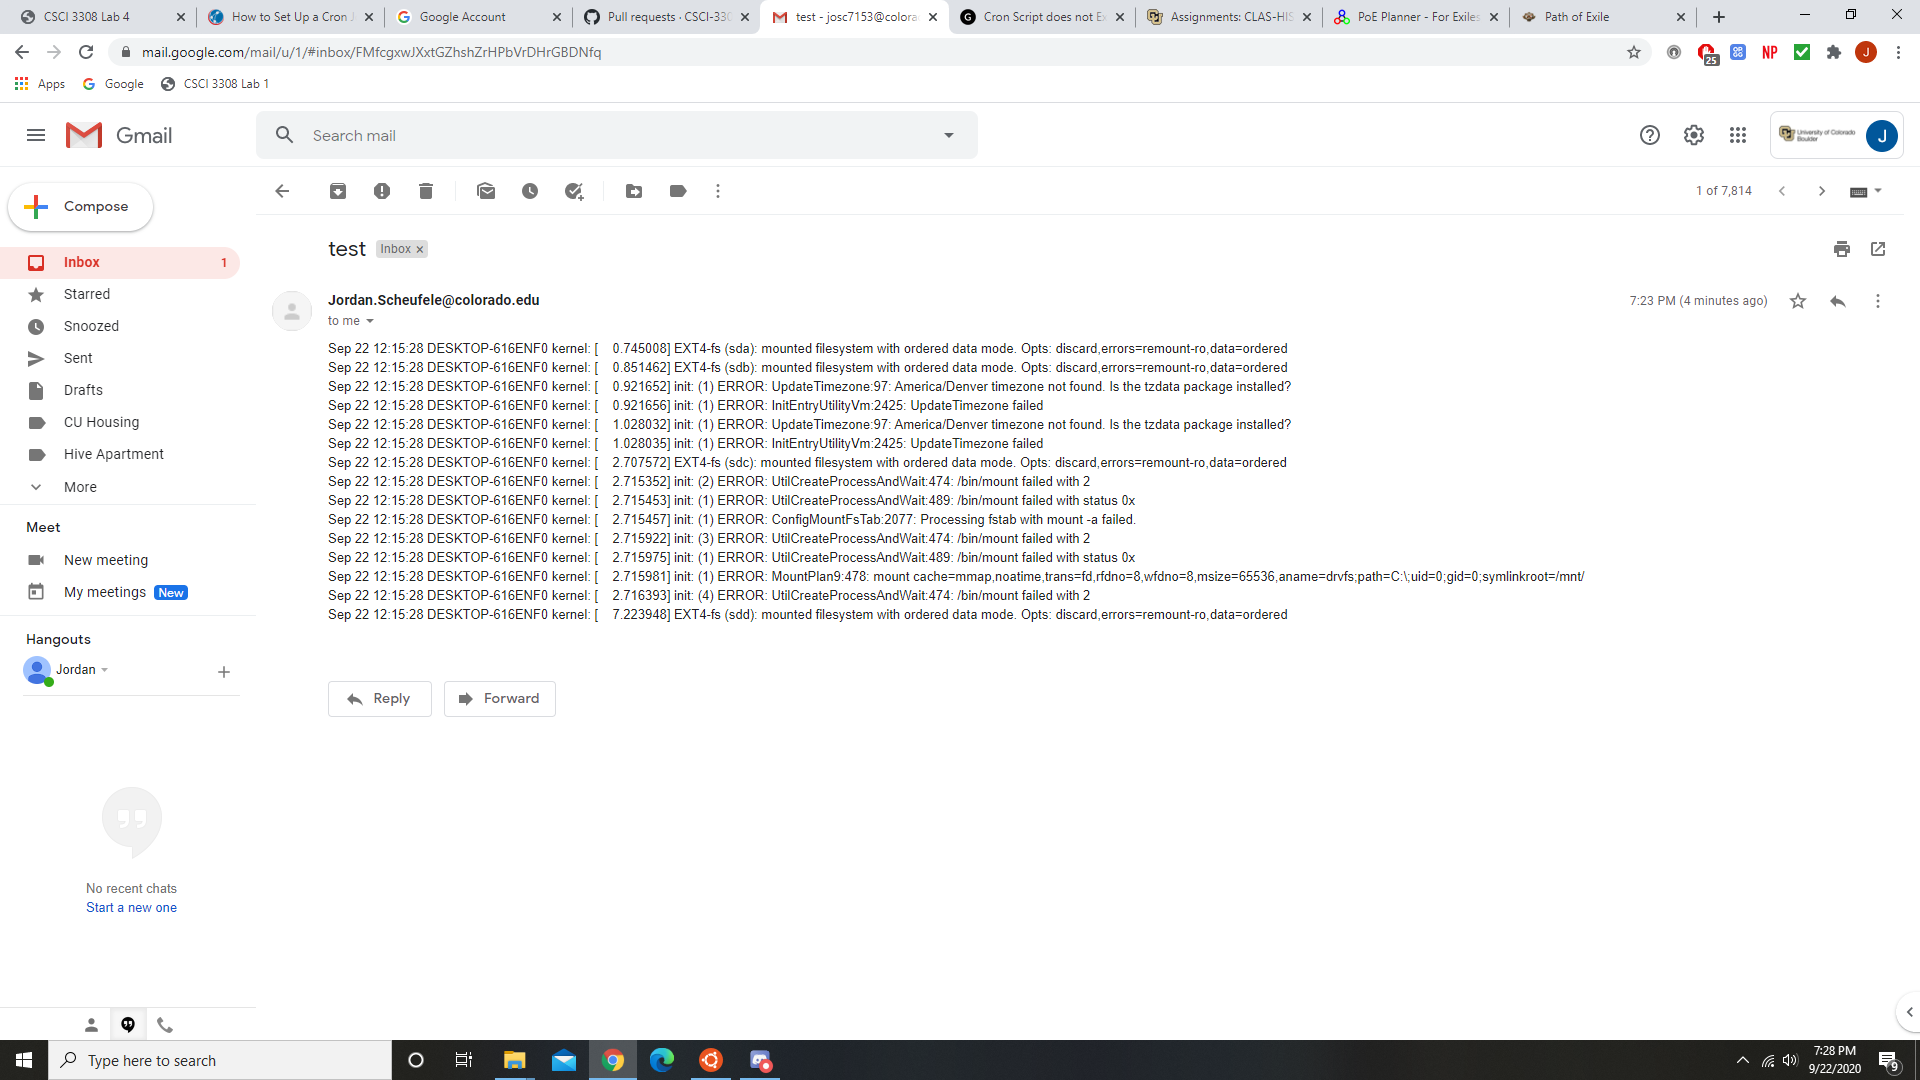 CSCI 3308 Lab 4
How to Set Up a Cron J
Google Account
Pull requests · CSCI-330
test - josc7153@colora
Cron Script does not E
Assignments: CLAS-HIS
PoE Planner - For Exiles
Path of Exile
mail.google.com/mail/u/1/#inbox/FMfcgxwJXxtGZhshZrHPbVrDHrGBDNfq
25
NP
J
Apps
Google
CSCI 3308 Lab 1
Gmail
Search mail
University of Colorado
Boulder
J
Compose
1 of 7,814
Inbox 1
Starred
Snoozed
Sent
Drafts
CU Housing
Hive Apartment
More
Meet
New meeting
My meetings New
Hangouts
Jordan
No recent chats
Start a new one
test Inbox x
Jordan.Scheufele@colorado.edu
7:23 PM (4 minutes ago)
to me
Sep 22 12:15:28 DESKTOP-616ENF0 kernel: [ 0.745008] EXT4-fs (sda): mounted filesystem with ordered data mode. Opts: discard,errors=remount-ro,data=ordered
Sep 22 12:15:28 DESKTOP-616ENF0 kernel: [ 0.851462] EXT4-fs (sdb): mounted filesystem with ordered data mode. Opts: discard,errors=remount-ro,data=ordered
Sep 22 12:15:28 DESKTOP-616ENF0 kernel: [ 0.921652] init: (1) ERROR: UpdateTimezone:97: America/Denver timezone not found. Is the tzdata package installed?
Sep 22 12:15:28 DESKTOP-616ENF0 kernel: [ 0.921656] init: (1) ERROR: InitEntryUtilityVm:2425: UpdateTimezone failed
Sep 22 12:15:28 DESKTOP-616ENF0 kernel: [ 1.028032] init: (1) ERROR: UpdateTimezone:97: America/Denver timezone not found. Is the tzdata package installed?
Sep 22 12:15:28 DESKTOP-616ENF0 kernel: [ 1.028035] init: (1) ERROR: InitEntryUtilityVm:2425: UpdateTimezone failed
Sep 22 12:15:28 DESKTOP-616ENF0 kernel: [ 2.707572] EXT4-fs (sdc): mounted filesystem with ordered data mode. Opts: discard,errors=remount-ro,data=ordered
Sep 22 12:15:28 DESKTOP-616ENF0 kernel: [ 2.715352] init: (2) ERROR: UtilCreateProcessAndWait:474: /bin/mount failed with 2
Sep 22 12:15:28 DESKTOP-616ENF0 kernel: [ 2.715453] init: (1) ERROR: UtilCreateProcessAndWait:489: /bin/mount failed with status 0x
Sep 22 12:15:28 DESKTOP-616ENF0 kernel: [ 2.715457] init: (1) ERROR: ConfigMountFsTab:2077: Processing fstab with mount -a failed.
Sep 22 12:15:28 DESKTOP-616ENF0 kernel: [ 2.715922] init: (3) ERROR: UtilCreateProcessAndWait:474: /bin/mount failed with 2
Sep 22 12:15:28 DESKTOP-616ENF0 kernel: [ 2.715975] init: (1) ERROR: UtilCreateProcessAndWait:489: /bin/mount failed with status 0x
Sep 22 12:15:28 DESKTOP-616ENF0 kernel: [ 2.715981] init: (1) ERROR: MountPlan9:478: mount cache=mmap,noatime,trans=fd,rfdno=8,wfdno=8,msize=65536,aname=drvfs;path=C:\;uid=0;gid=0;symlinkroot=/mnt/
Sep 22 12:15:28 DESKTOP-616ENF0 kernel: [ 2.716393] init: (4) ERROR: UtilCreateProcessAndWait:474: /bin/mount failed with 2
Sep 22 12:15:28 DESKTOP-616ENF0 kernel: [ 7.223948] EXT4-fs (sdd): mounted filesystem with ordered data mode. Opts: discard,errors=remount-ro,data=ordered
Reply
Forward
Type here to search
7:28 PM
9/22/2020
9